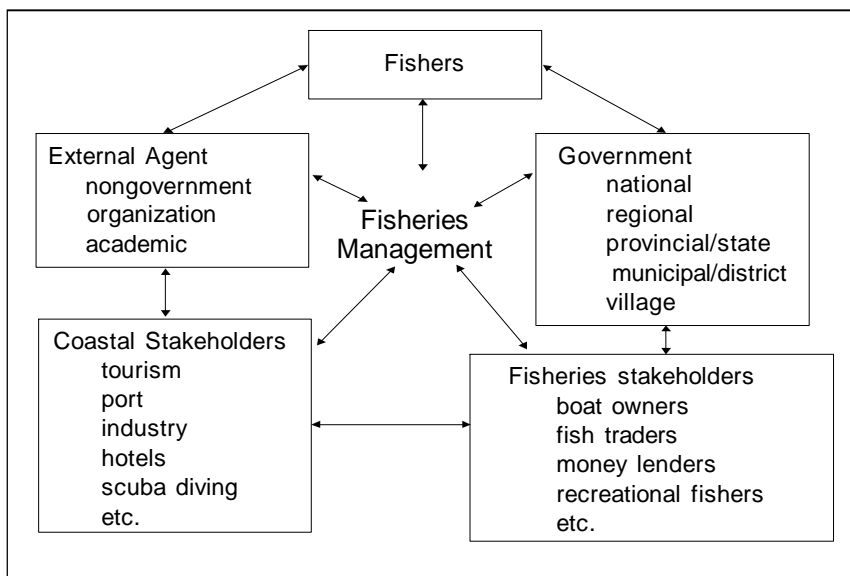 Fishers
External Agent
nongovernment
organization
academic
Government
national
regional
provincial/state
municipal/district
village
Fisheries
Management
Coastal Stakeholders
tourism
port
industry
hotels
scuba diving
etc.
Fisheries stakeholders
boat owners
fish traders
money lenders
recreational fishers
etc.